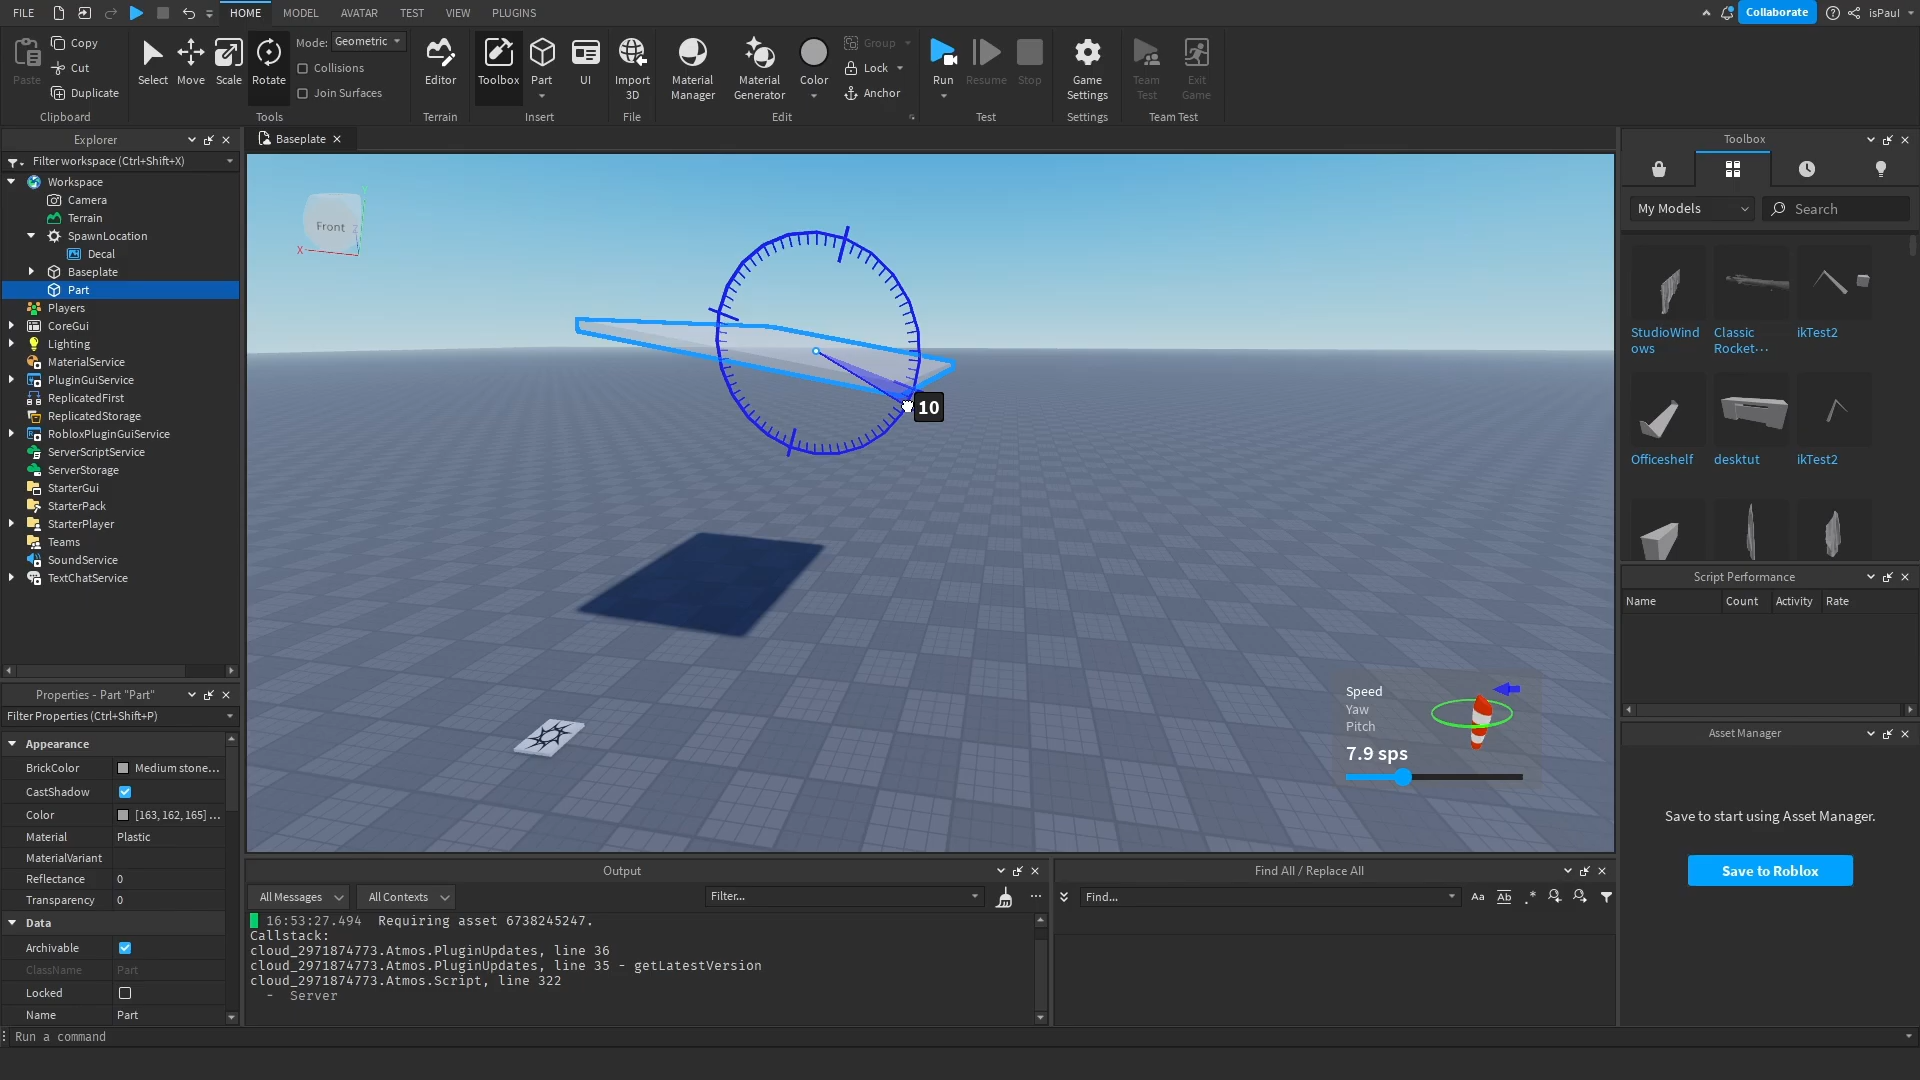 FILE
HOME
MODEL
AVATAR
TEST
VIEW
PLUGINS
Collaborate
isPaul
Paste
Copy
Cut
Duplicate
Clipboard
Select
Move
Scale
Rotate
Mode: Geometric
Collisions
Join Surfaces
Tools
Editor
Terrain
Toolbox
Part
UI
Insert
Import
3D
File
Material
Manager
Material
Generator
Color
Group
Lock
Anchor
Edit
Run
Resume
Stop
Test
Game
Settings
Settings
Team
Test
Exit
Game
Team Test
Explorer
Filter workspace (Ctrl+Shift+X)
Workspace
Camera
Terrain
SpawnLocation
Decal
Baseplate
Part
Players
CoreGui
Lighting
MaterialService
PluginGuiService
ReplicatedFirst
ReplicatedStorage
RobloxPluginGuiService
ServerScriptService
ServerStorage
StarterGui
StarterPack
StarterPlayer
Teams
SoundService
TextChatService
Properties - Part "Part"
Filter Properties (Ctrl+Shift+P)
Appearance
BrickColor Medium stone...
CastShadow
Color [163, 162, 165] ...
Material Plastic
MaterialVariant
Reflectance 0
Transparency 0
Data
Archivable
ClassName Part
Locked
Name Part
Baseplate
Front
X
Y
Z
10
Speed
Yaw
Pitch
7.9 sps
Output
All Messages
All Contexts
Filter...
16:53:27.494 Requiring asset 6738245247.
Callstack:
cloud_2971874773.Atmos.PluginUpdates, line 36
cloud_2971874773.Atmos.PluginUpdates, line 35 - getLatestVersion
cloud_2971874773.Atmos.Script, line 322
- Server
Find All / Replace All
Find...
Aa
Ab
.*
Toolbox
My Models
Search
StudioWind
ows
Classic
Rocket···
ikTest2
Officeshelf
desktut
ikTest2
Script Performance
Name
Count
Activity
Rate
Asset Manager
Save to start using Asset Manager.
Save to Roblox
Run a command